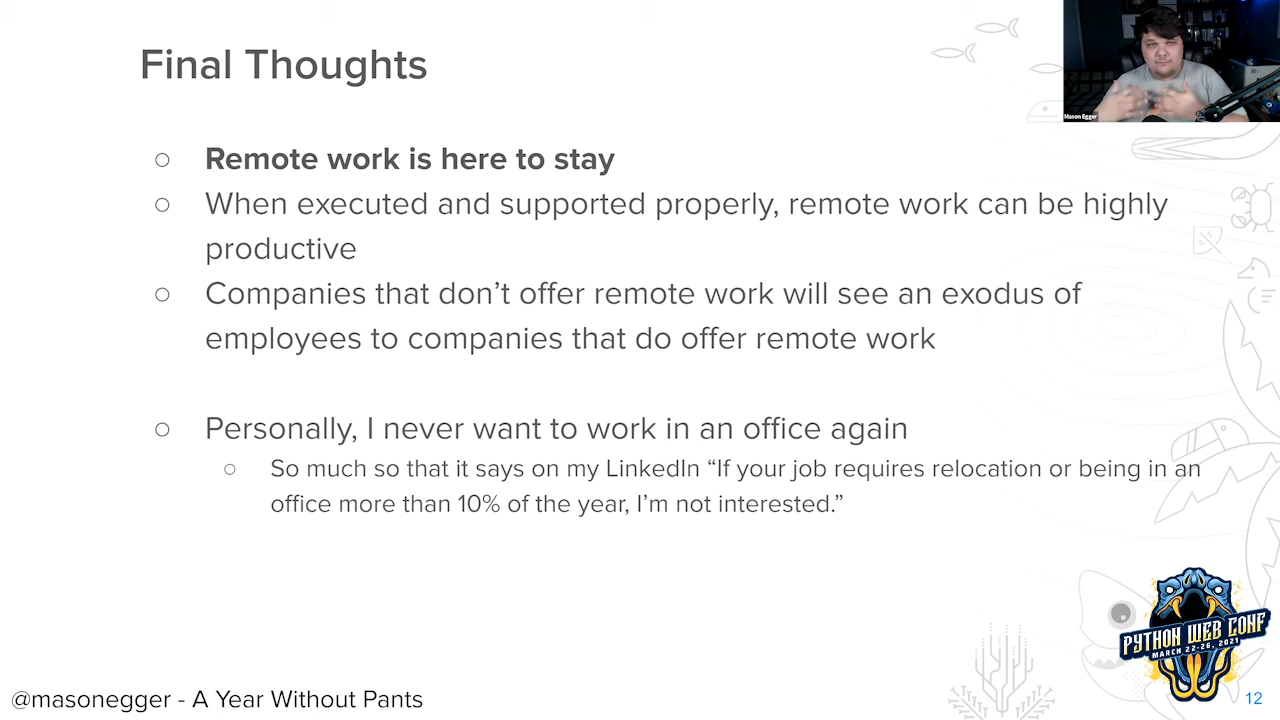 Final Thoughts
Mason Egger
○ Remote work is here to stay
○ When executed and supported properly, remote work can be highly
productive
○ Companies that don’t offer remote work will see an exodus of
employees to companies that do offer remote work
○ Personally, I never want to work in an office again
○ So much so that it says on my LinkedIn “If your job requires relocation or being in an
office more than 10% of the year, I’m not interested.”
PYTHON WEB CONF
MARCH 22-26, 2021
@masonegger - A Year Without Pants
12